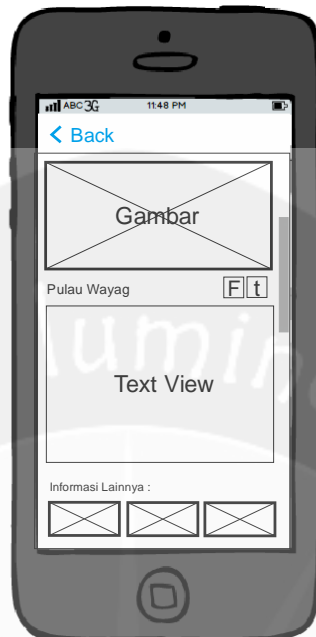 ABC 3G 11:48 PM
Back
Gambar
Pulau Wayag F t
Text View
Informasi Lainnya :